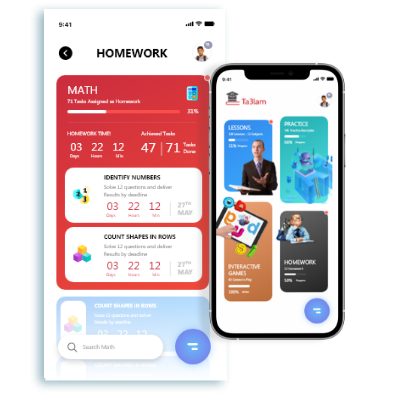 9:41
HOMEWORK
MATH
71 Tasks Assigned as Homework
31%
HOMEWORK TIME!
Achieved Tasks
03 22 12
Days Hours Min
47 | 71 Tasks Done
IDENTIFY NUMBERS
Solve 12 questions and deliver
Results by deadline
03 22 12
Days Hours Min
27TH MAY
COUNT SHAPES IN ROWS
Solve 12 questions and deliver
Results by deadline
03 22 12
Days Hours Min
27TH MAY
COUNT SHAPES IN ROWS
Solve 12 questions and deliver
Results by deadline
03 22 12
Search Math
9:41
Ta3lam
LESSONS
PRACTICE
INTERACTIVE
GAMES
100%
HOMEWORK
50%